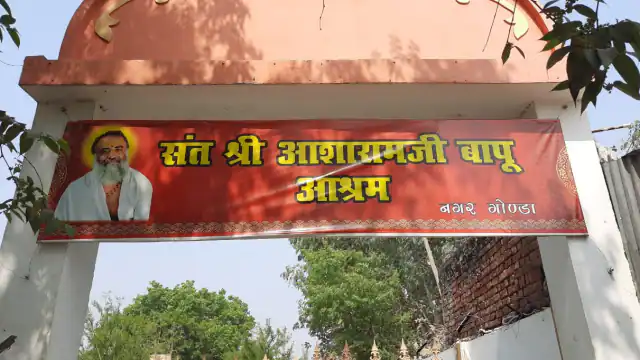 संत श्री आशारामजी बापू
आश्रम
नगर गोण्डा